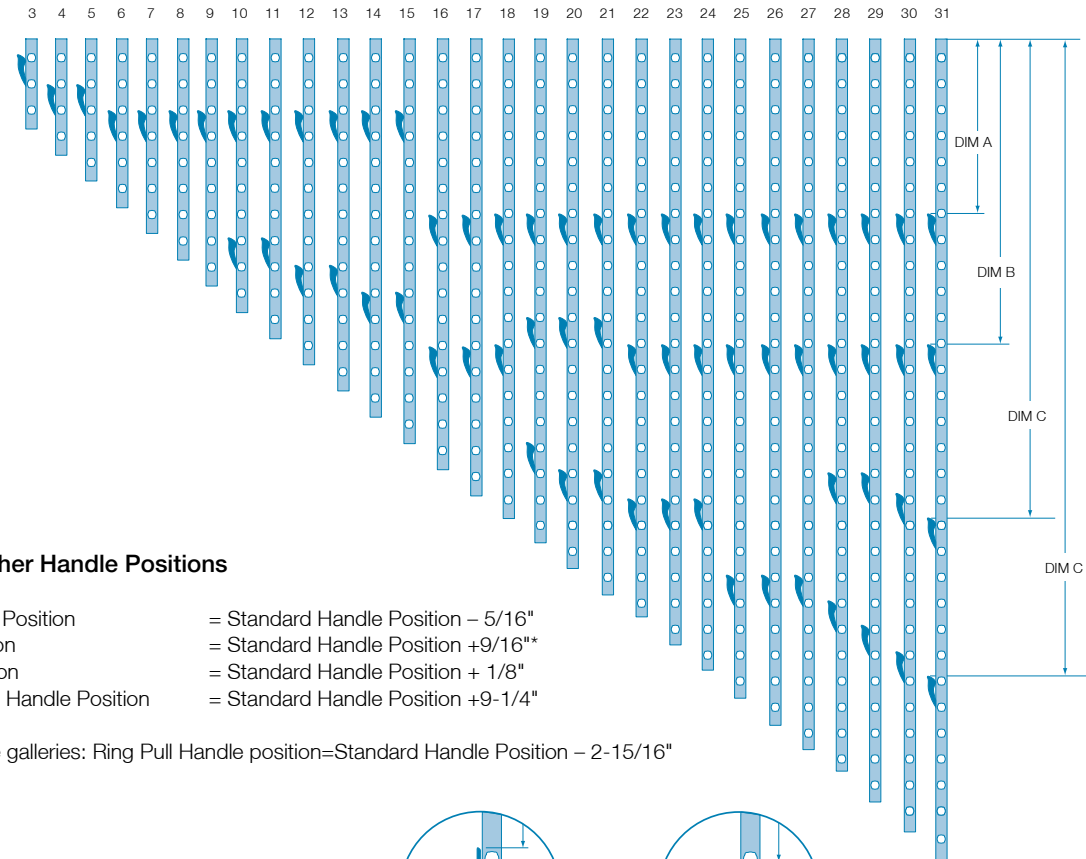 3 4 5 6 7 8 9 10 11 12 13 14 15 16 17 18 19 20 21 22 23 24 25 26 27 28 29 30 31
DIM A
DIM B
DIM C
DIM C
her Handle Positions
Position = Standard Handle Position – 5/16"
on = Standard Handle Position +9/16"*
on = Standard Handle Position + 1/8"
Handle Position = Standard Handle Position +9-1/4"
galleries: Ring Pull Handle position=Standard Handle Position – 2-15/16"